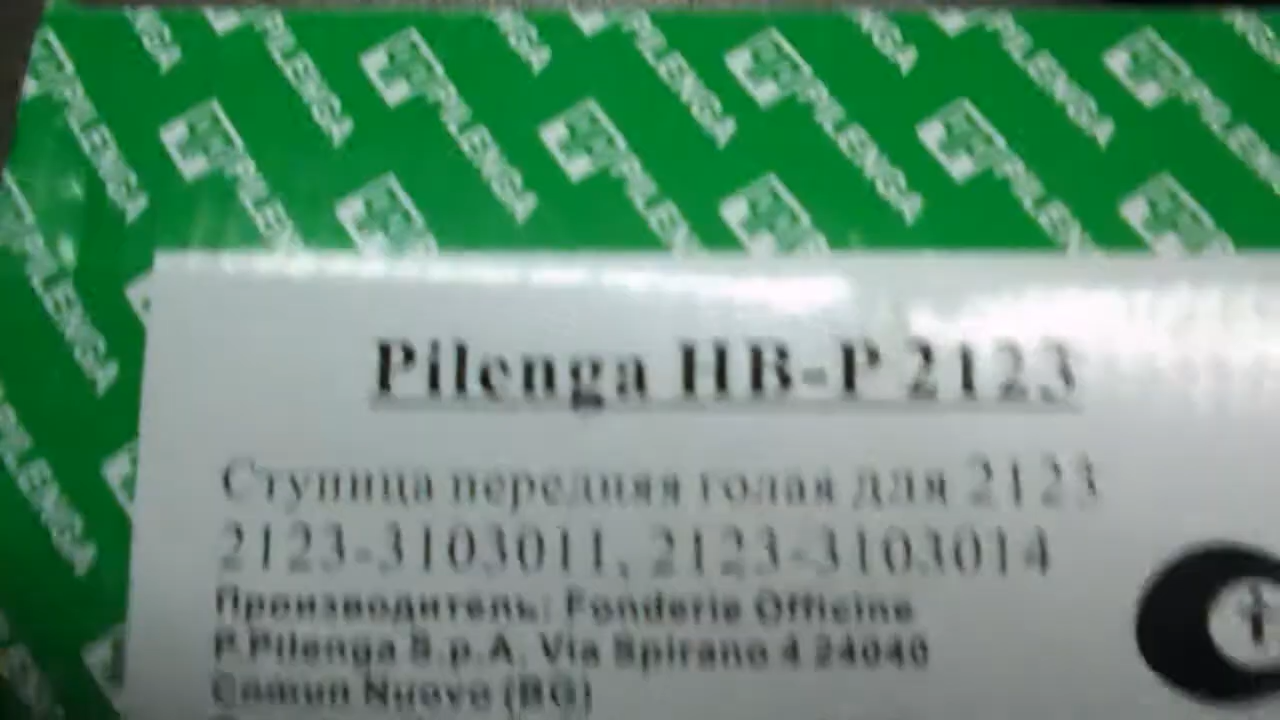 Pilenga HB-P 2123
Ступица передняя голая для 2123
2123-3103011, 2123-3103014
Производитель: Fonderie Officine
P.Pilenga S.p.A. Via Spirano 4 24040
Comun Nuovo (BG)
PILENGA